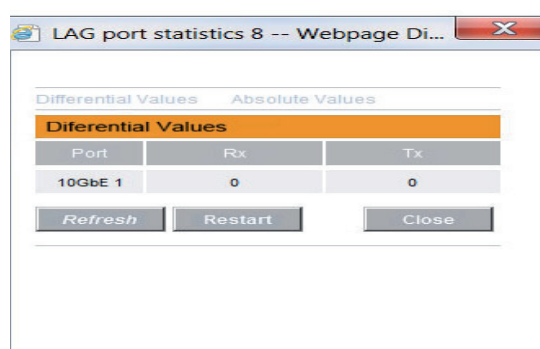 LAG port statistics 8 -- Webpage Di...
Differential Values Absolute Values
Diferential Values
Port Rx Tx
10GbE 1 0 0
Refresh Restart Close